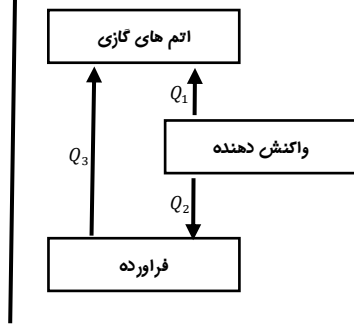 اتم های گازی
Q₁
واکنش دهنده
Q₃
Q₂
فراورده